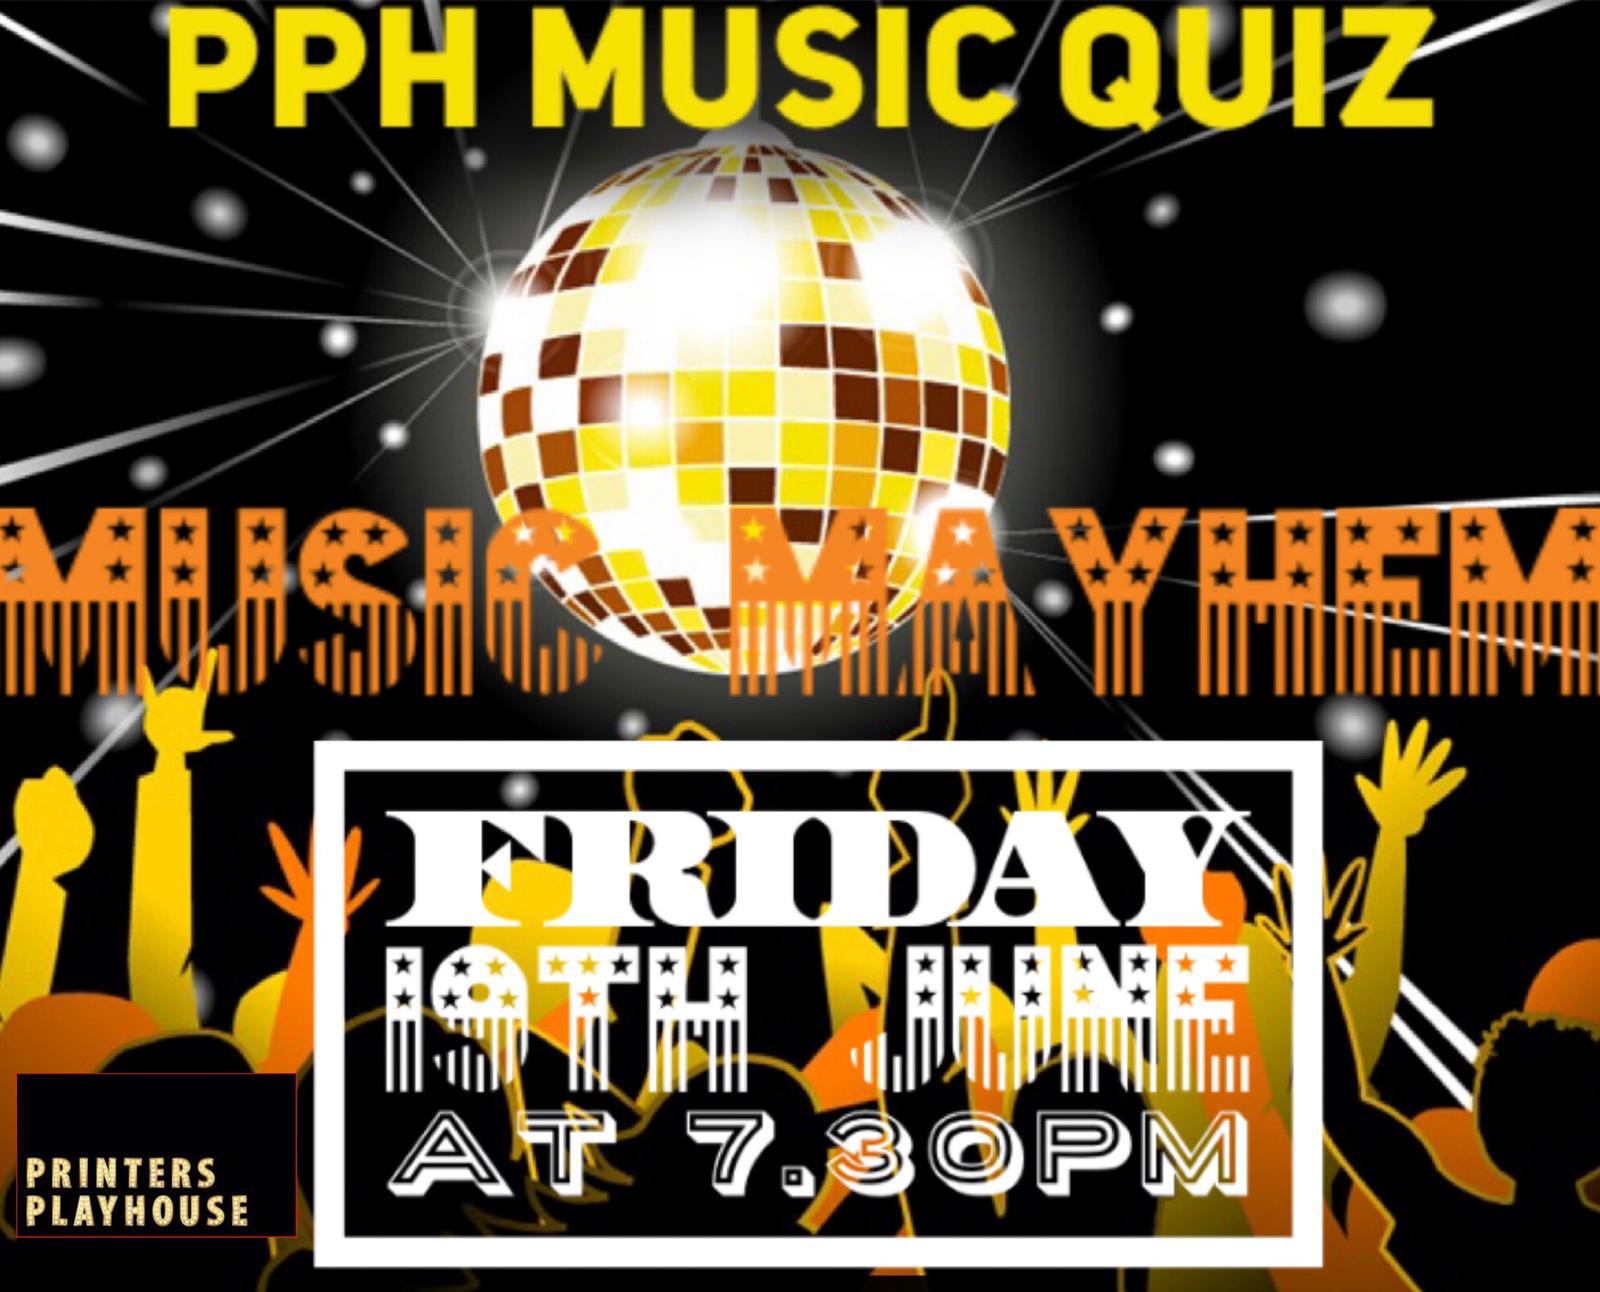 PPH MUSIC QUIZ
MUSIC MAYHEM
FRIDAY
19TH JUNE
AT 7.30PM
PRINTERS
PLAYHOUSE